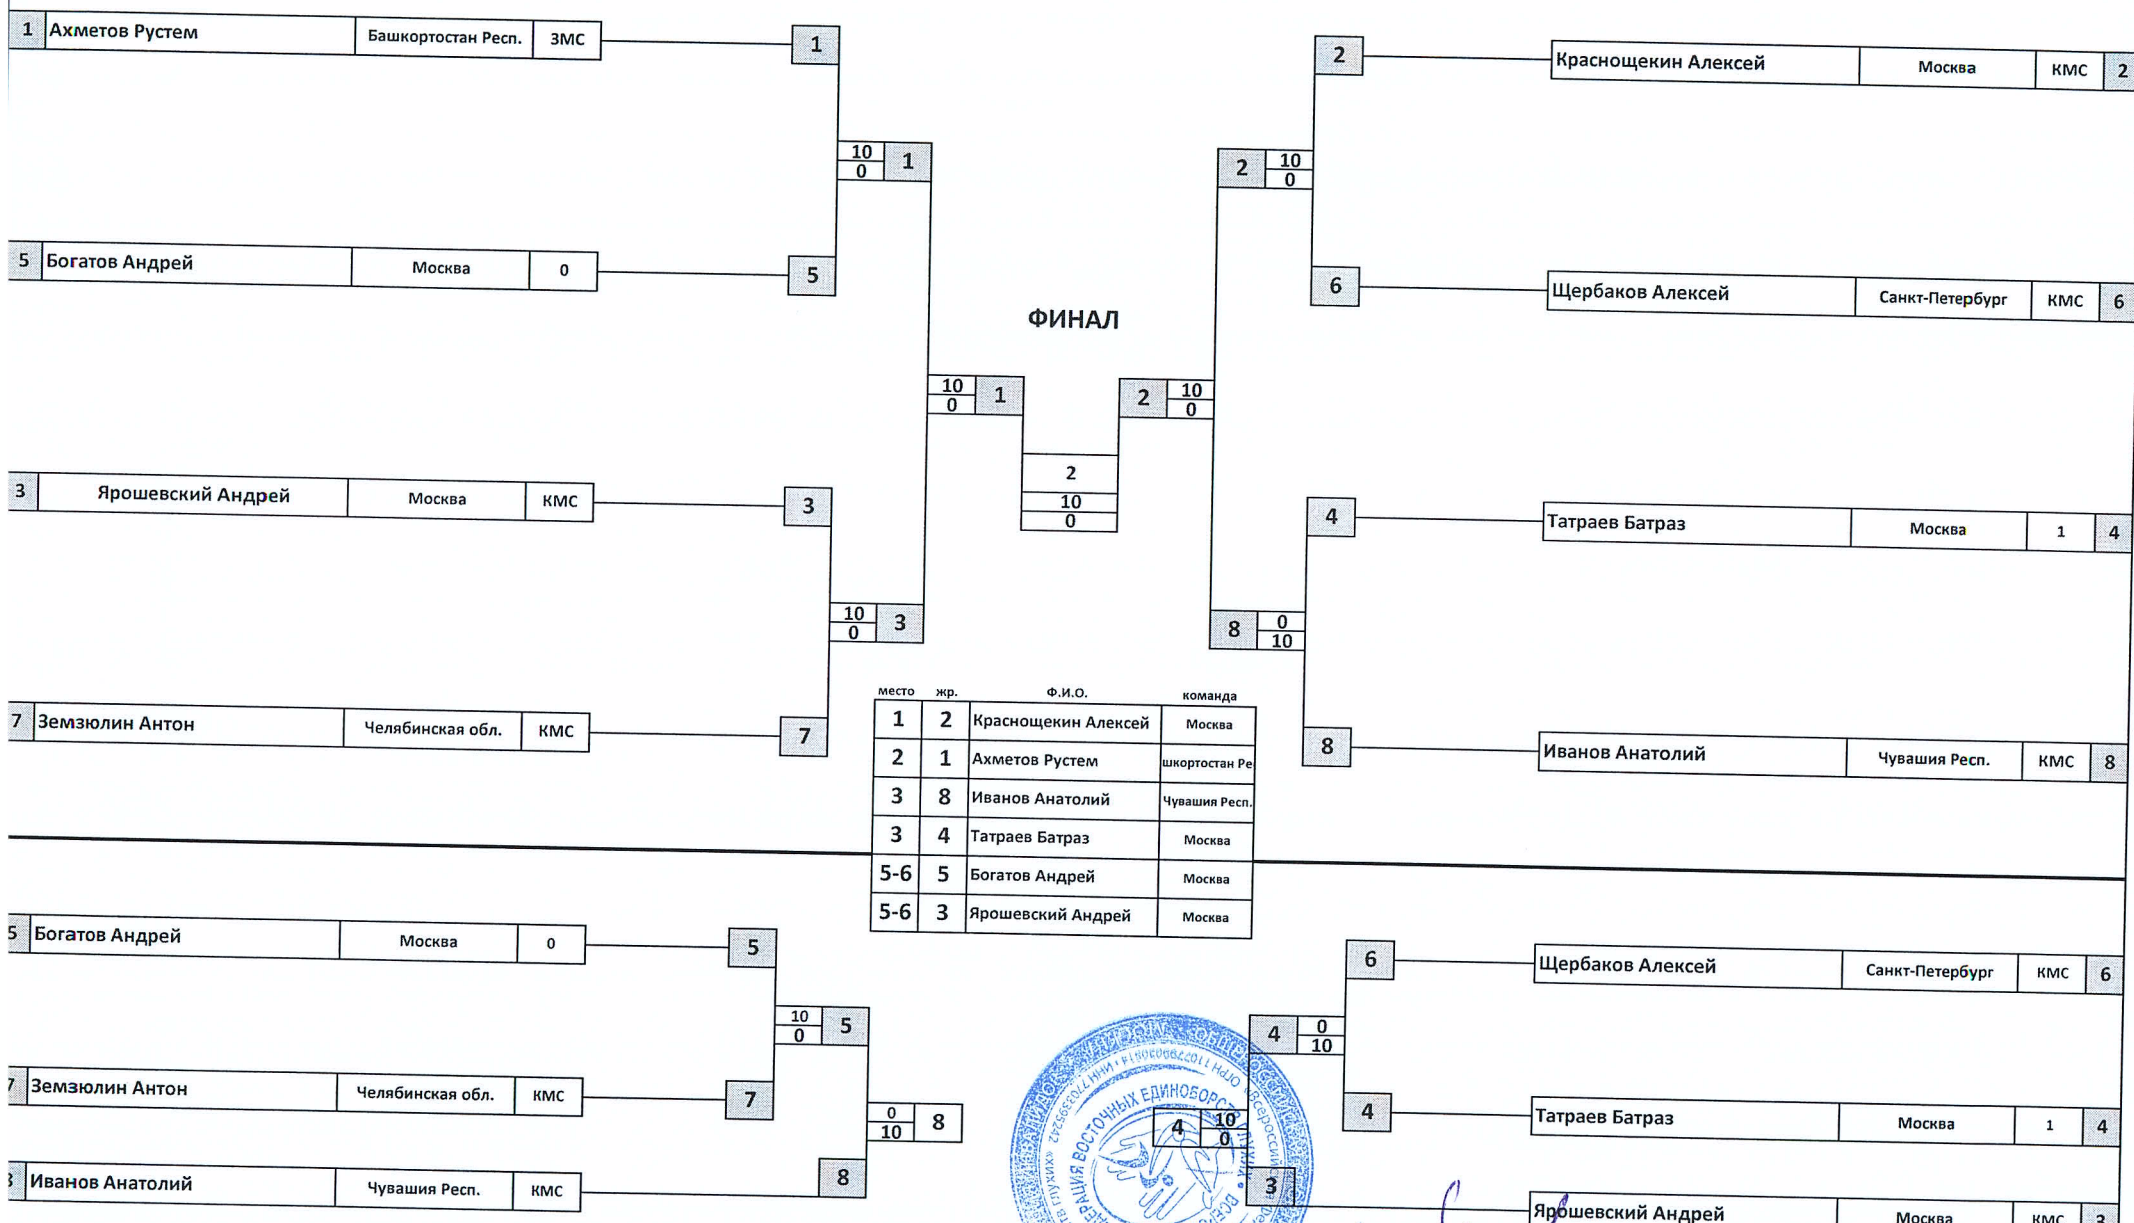 1 Ахметов Рустем Башкортостан Респ. ЗМС 1
2 Краснощекин Алексей Москва КМС 2
10
0
1
2
10
0
5 Богатов Андрей Москва 0 5
6 Щербаков Алексей Санкт-Петербург КМС 6
ФИНАЛ
10
0
1
2
10
0
2
10
0
3 Ярошевский Андрей Москва КМС 3
4 Татраев Батраз Москва 1 4
10
0
3
8
0
10
7 Земзюлин Антон Челябинская обл. КМС 7
8 Иванов Анатолий Чувашия Респ. КМС 8
место жр. Ф.И.О. команда
1 2 Краснощекин Алексей Москва
2 1 Ахметов Рустем шкортостан Ре
3 8 Иванов Анатолий Чувашия Респ.
3 4 Татраев Батраз Москва
5-6 5 Богатов Андрей Москва
5-6 3 Ярошевский Андрей Москва
5 Богатов Андрей Москва 0 5
6 Щербаков Алексей Санкт-Петербург КМС 6
10
0
5
4
0
10
7 Земзюлин Антон Челябинская обл. КМС 7
4 Татраев Батраз Москва 1 4
0
10
8
4
10
0
Иванов Анатолий Чувашия Респ. КМС 8
3 Ярошевский Андрей Москва КМС 3
ВОСТОЧНЫХ ЕДИНОБОРСТВ